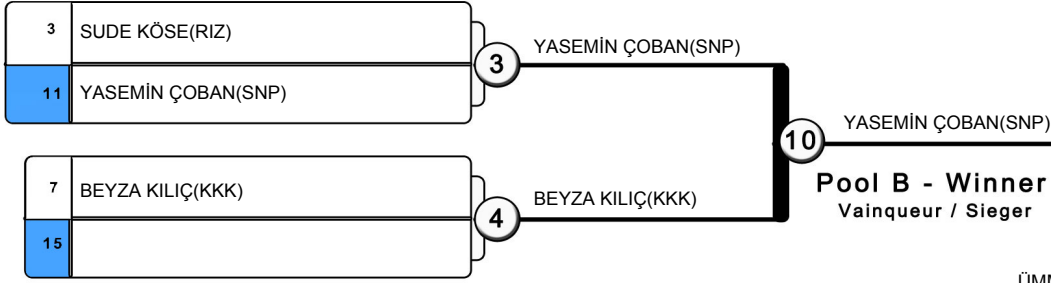 3 SUDE KÖSE(RIZ)
3 YASEMİN ÇOBAN(SNP)
11 YASEMİN ÇOBAN(SNP)
10 YASEMİN ÇOBAN(SNP)
7 BEYZA KILIÇ(KKK)
4 BEYZA KILIÇ(KKK)
15
Pool B - Winner
Vainqueur / Sieger